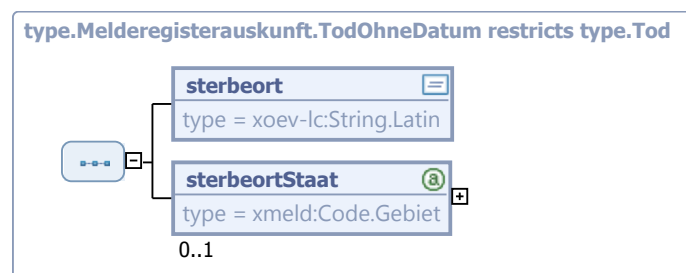 type.Melderegisterauskunft.TodOhneDatum restricts type.Tod
sterbeort
type = xoev-lc:String.Latin
sterbeortStaat
type = xmeld:Code.Gebiet
0..1